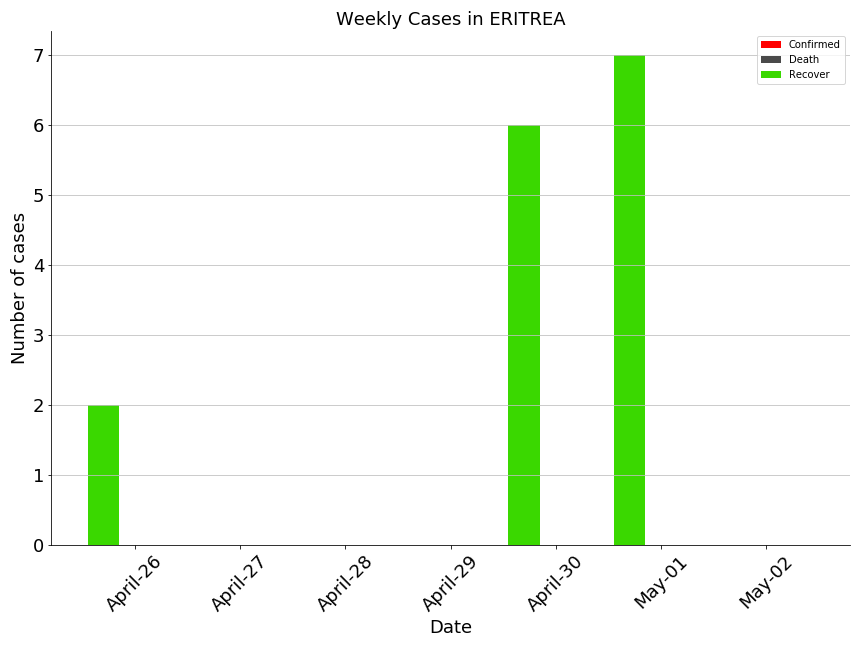 Weekly Cases in ERITREA
Confirmed
Death
Recover
7
6
5
4
3
2
1
0
Number of cases
April-26
April-27
April-28
April-29
April-30
May-01
May-02
Date